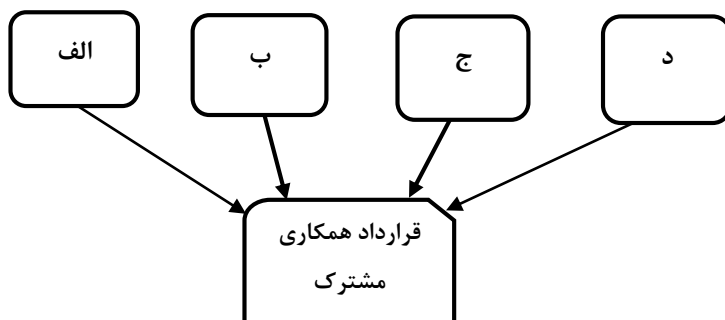 الف
ب
ج
د
قرارداد همکاری
مشترک